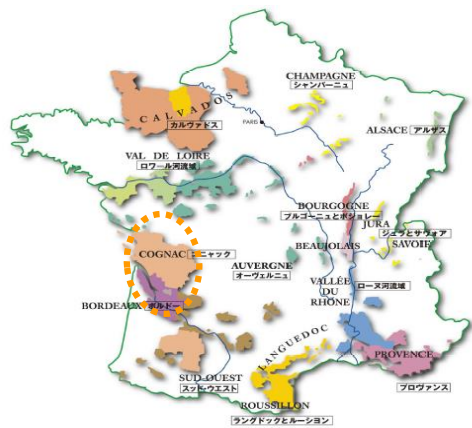 CHAMPAGNE
シャンパーニュ
CALVADOS
カルヴァドス
PARIS
ALSACE アルザス
VAL DE LOIRE
ロワール河流域
BOURGOGNE
ブルゴーニュとボジョレー
JURA
ジュラとサヴォア
BEAUJOLAIS
SAVOIE
COGNAC コニャック
AUVERGNE
オーヴェルニュ
VALLÉE
DU
RHÔNE
ローヌ河流域
BORDEAUX ボルドー
LANGUEDOC
PROVENCE
プロヴァンス
SUD-OUEST
スッド・ウエスト
ROUSSILLON
ラングドックとルーション